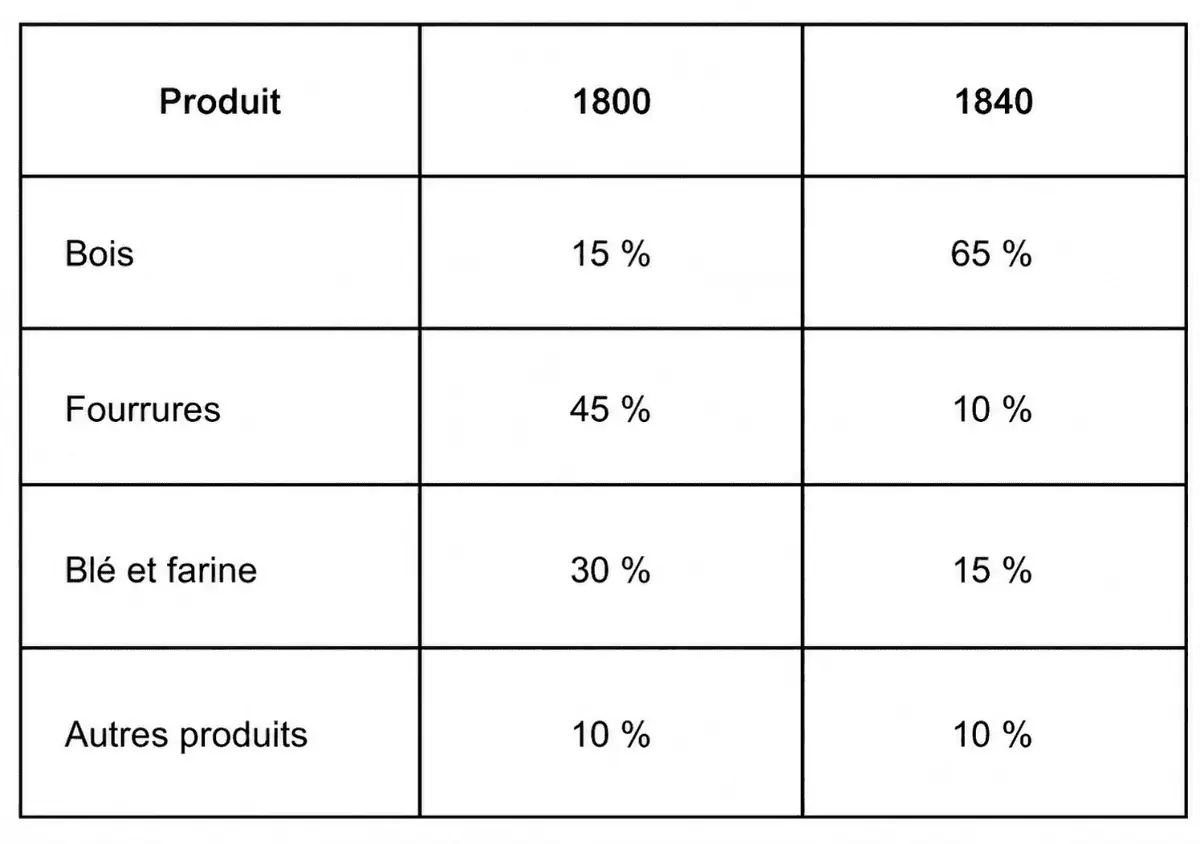 Produit 1800 1840
Bois 15 % 65 %
Fourrures 45 % 10 %
Blé et farine 30 % 15 %
Autres produits 10 % 10 %